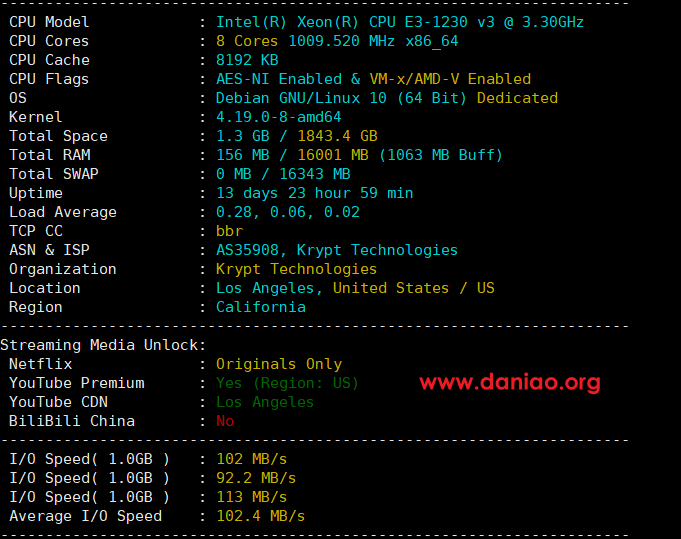 ----------------------------------------------------------------------
CPU Model : Intel(R) Xeon(R) CPU E3-1230 v3 @ 3.30GHz
CPU Cores : 8 Cores 1009.520 MHz x86_64
CPU Cache : 8192 KB
CPU Flags : AES-NI Enabled & VM-x/AMD-V Enabled
OS : Debian GNU/Linux 10 (64 Bit) Dedicated
Kernel : 4.19.0-8-amd64
Total Space : 1.3 GB / 1843.4 GB
Total RAM : 156 MB / 16001 MB (1063 MB Buff)
Total SWAP : 0 MB / 16343 MB
Uptime : 13 days 23 hour 59 min
Load Average : 0.28, 0.06, 0.02
TCP CC : bbr
ASN & ISP : AS35908, Krypt Technologies
Organization : Krypt Technologies
Location : Los Angeles, United States / US
Region : California
----------------------------------------------------------------------
Streaming Media Unlock:
Netflix : Originals Only
YouTube Premium : Yes (Region: US)
www.daniao.org
YouTube CDN : Los Angeles
BiliBili China : No
----------------------------------------------------------------------
I/O Speed( 1.0GB ) : 102 MB/s
I/O Speed( 1.0GB ) : 92.2 MB/s
I/O Speed( 1.0GB ) : 113 MB/s
Average I/O Speed : 102.4 MB/s
----------------------------------------------------------------------